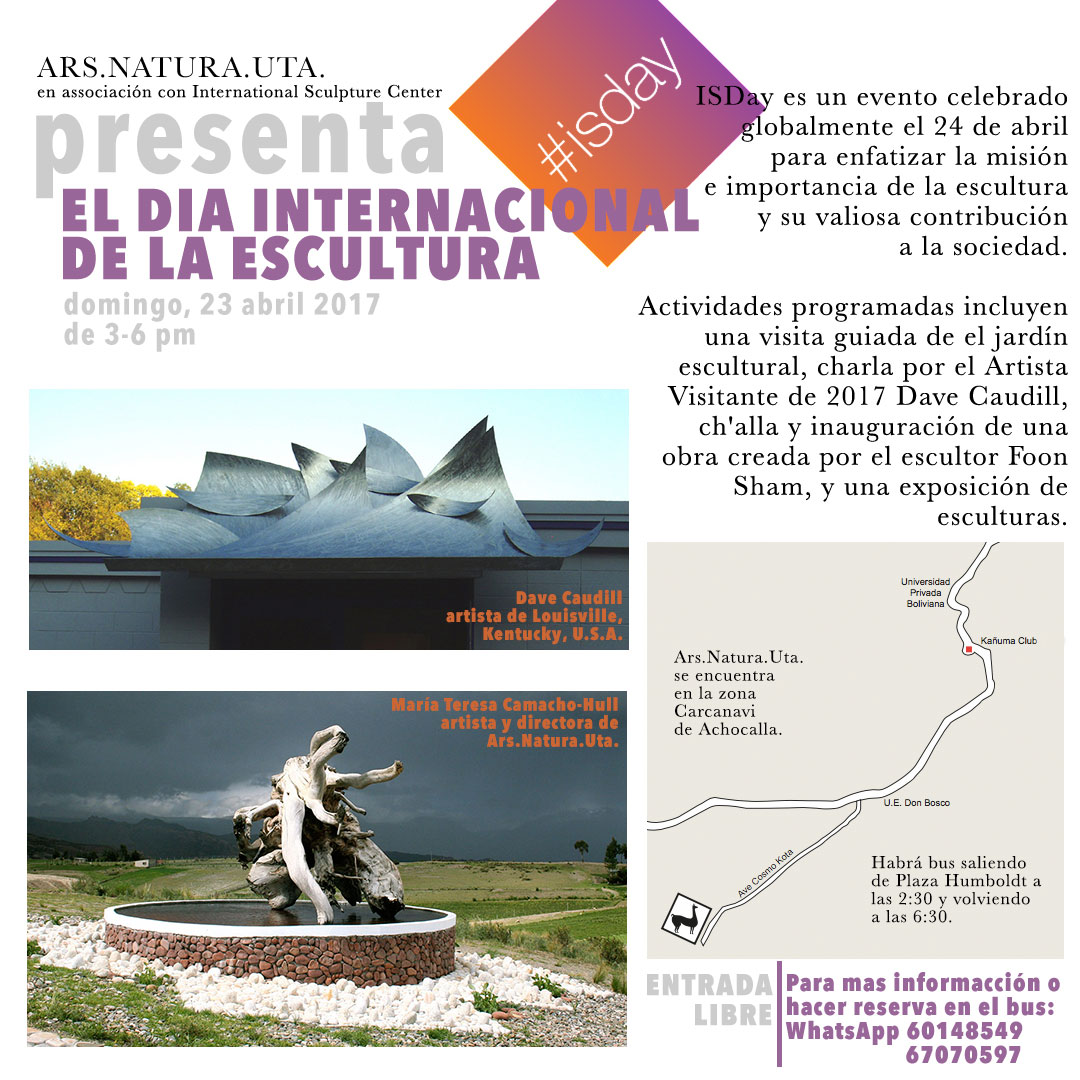 ARS.NATURA.UTA.
en associación con International Sculpture Center
presenta
#isday
EL DIA INTERNACIONAL
DE LA ESCULTURA
domingo, 23 abril 2017
de 3-6 pm
ISDay es un evento celebrado
globalmente el 24 de abril
para enfatizar la misión
e importancia de la escultura
y su valiosa contribución
a la sociedad.
Actividades programadas incluyen
una visita guiada de el jardín
escultural, charla por el Artista
Visitante de 2017 Dave Caudill,
ch'alla y inauguración de una
obra creada por el escultor Foon
Sham, y una exposición de
esculturas.
Dave Caudill
artista de Louisville,
Kentucky, U.S.A.
María Teresa Camacho-Hull
artista y directora de
Ars.Natura.Uta.
Universidad
Privada
Boliviana
Kañuma Club
Ars.Natura.Uta.
se encuentra
en la zona
Carcanavi
de Achocalla.
U.E. Don Bosco
Ave Cosmo Kota
Habrá bus saliendo
de Plaza Humboldt a
las 2:30 y volviendo
a las 6:30.
ENTRADA
LIBRE
Para mas informacción o
hacer reserva en el bus:
WhatsApp 60148549
67070597